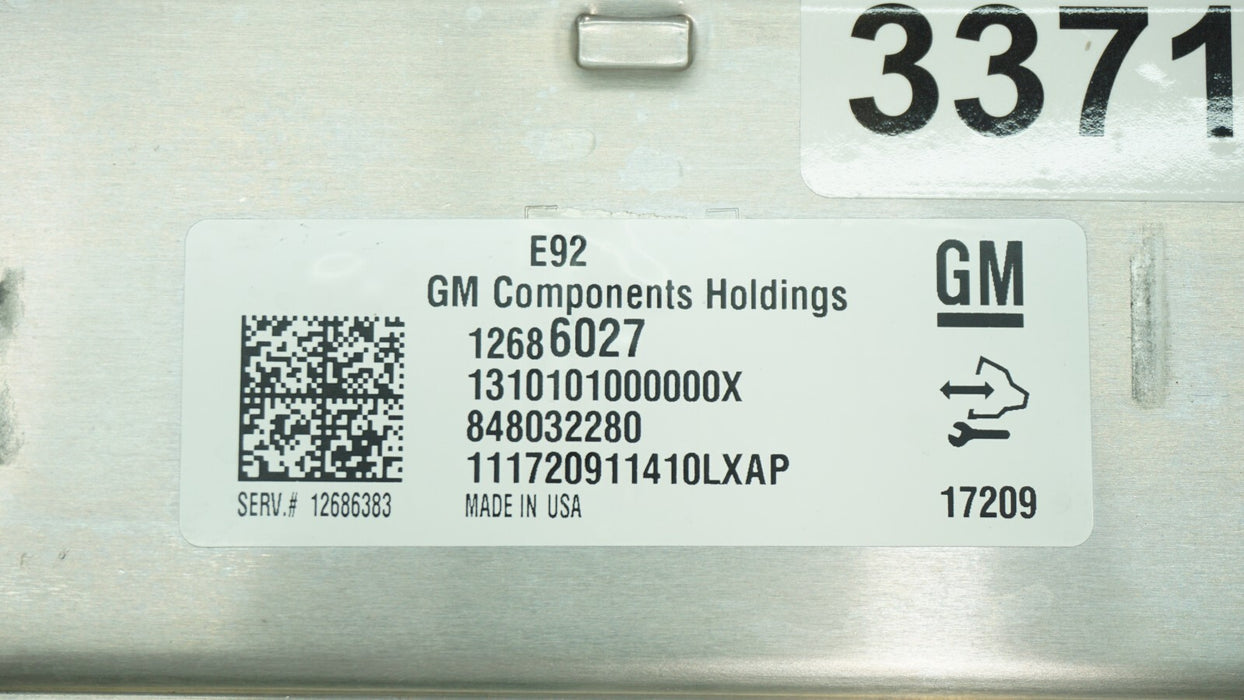 3371
E92
GM Components Holdings
12686027
1310101000000X
848032280
111720911410LXAP
SERV.# 12686383
MADE IN USA
GM
17209